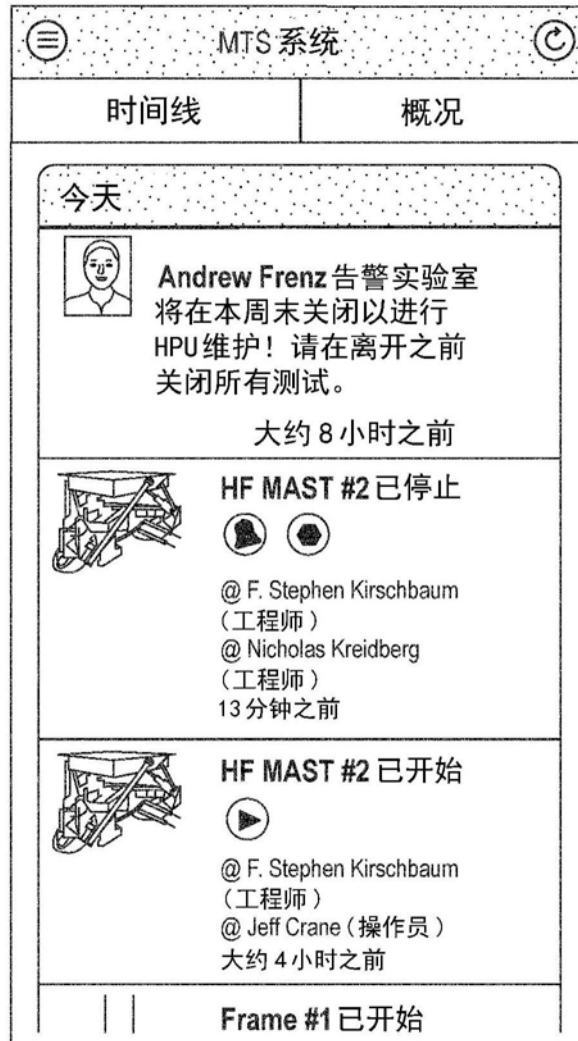 MTS系统
时间线 概况
今天
Andrew Frenz告警实验室
将在本周末关闭以进行
HPU维护！请在离开之前
关闭所有测试。
大约8小时之前
HF MAST #2已停止
@ F. Stephen Kirschbaum
(工程师)
@ Nicholas Kreidberg
(工程师)
13分钟之前
HF MAST #2已开始
@ F. Stephen Kirschbaum
(工程师)
@ Jeff Crane (操作员)
大约4小时之前
Frame #1已开始